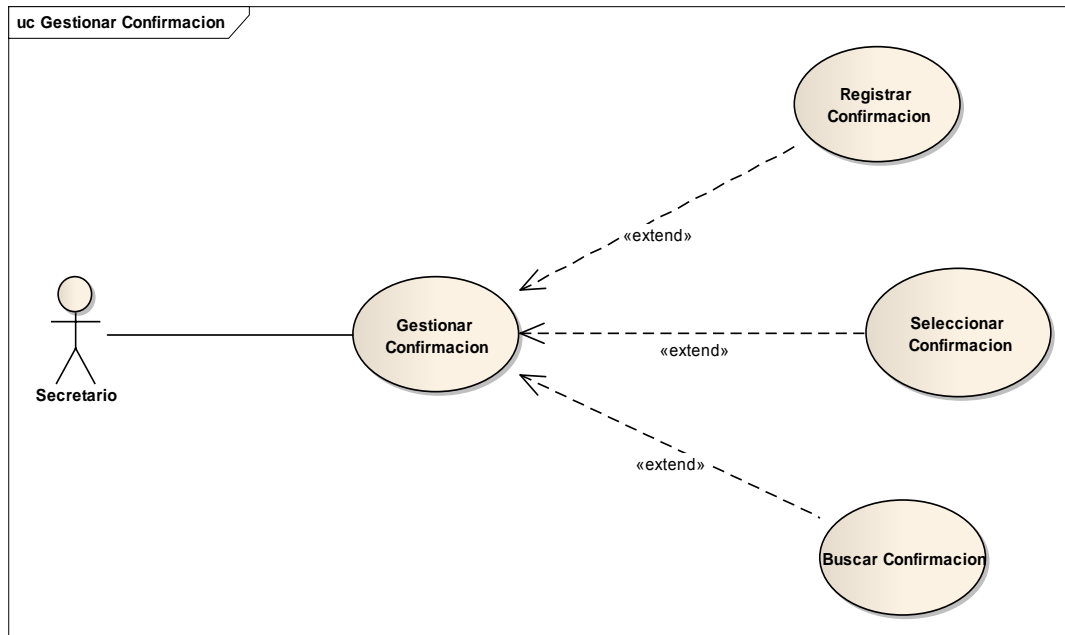 uc Gestionar Confirmacion
Registrar
Confirmacion
«extend»
Gestionar
Confirmacion
Seleccionar
Confirmacion
«extend»
Secretario
«extend»
Buscar Confirmacion